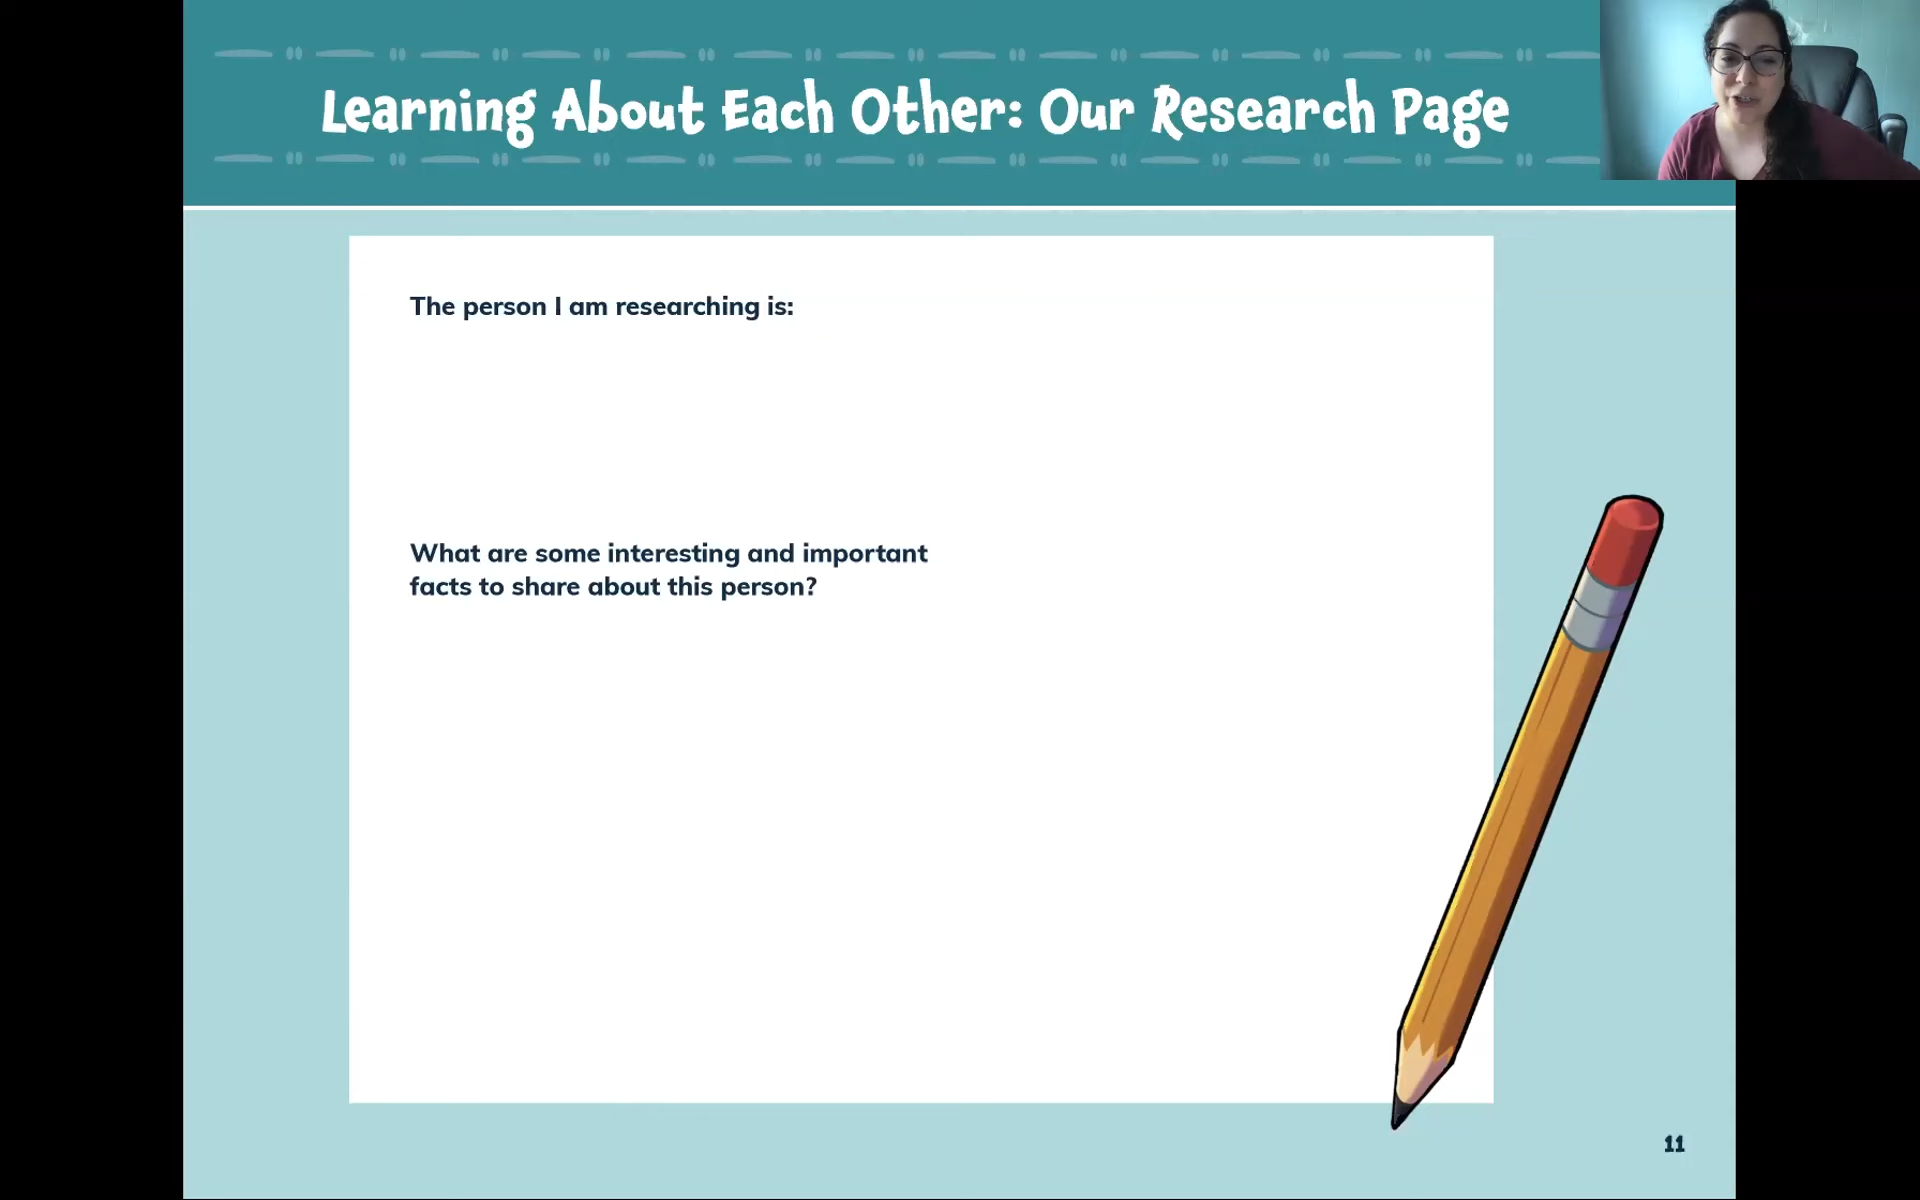 Learning About Each Other: Our Research Page
The person I am researching is:
What are some interesting and important
facts to share about this person?
11